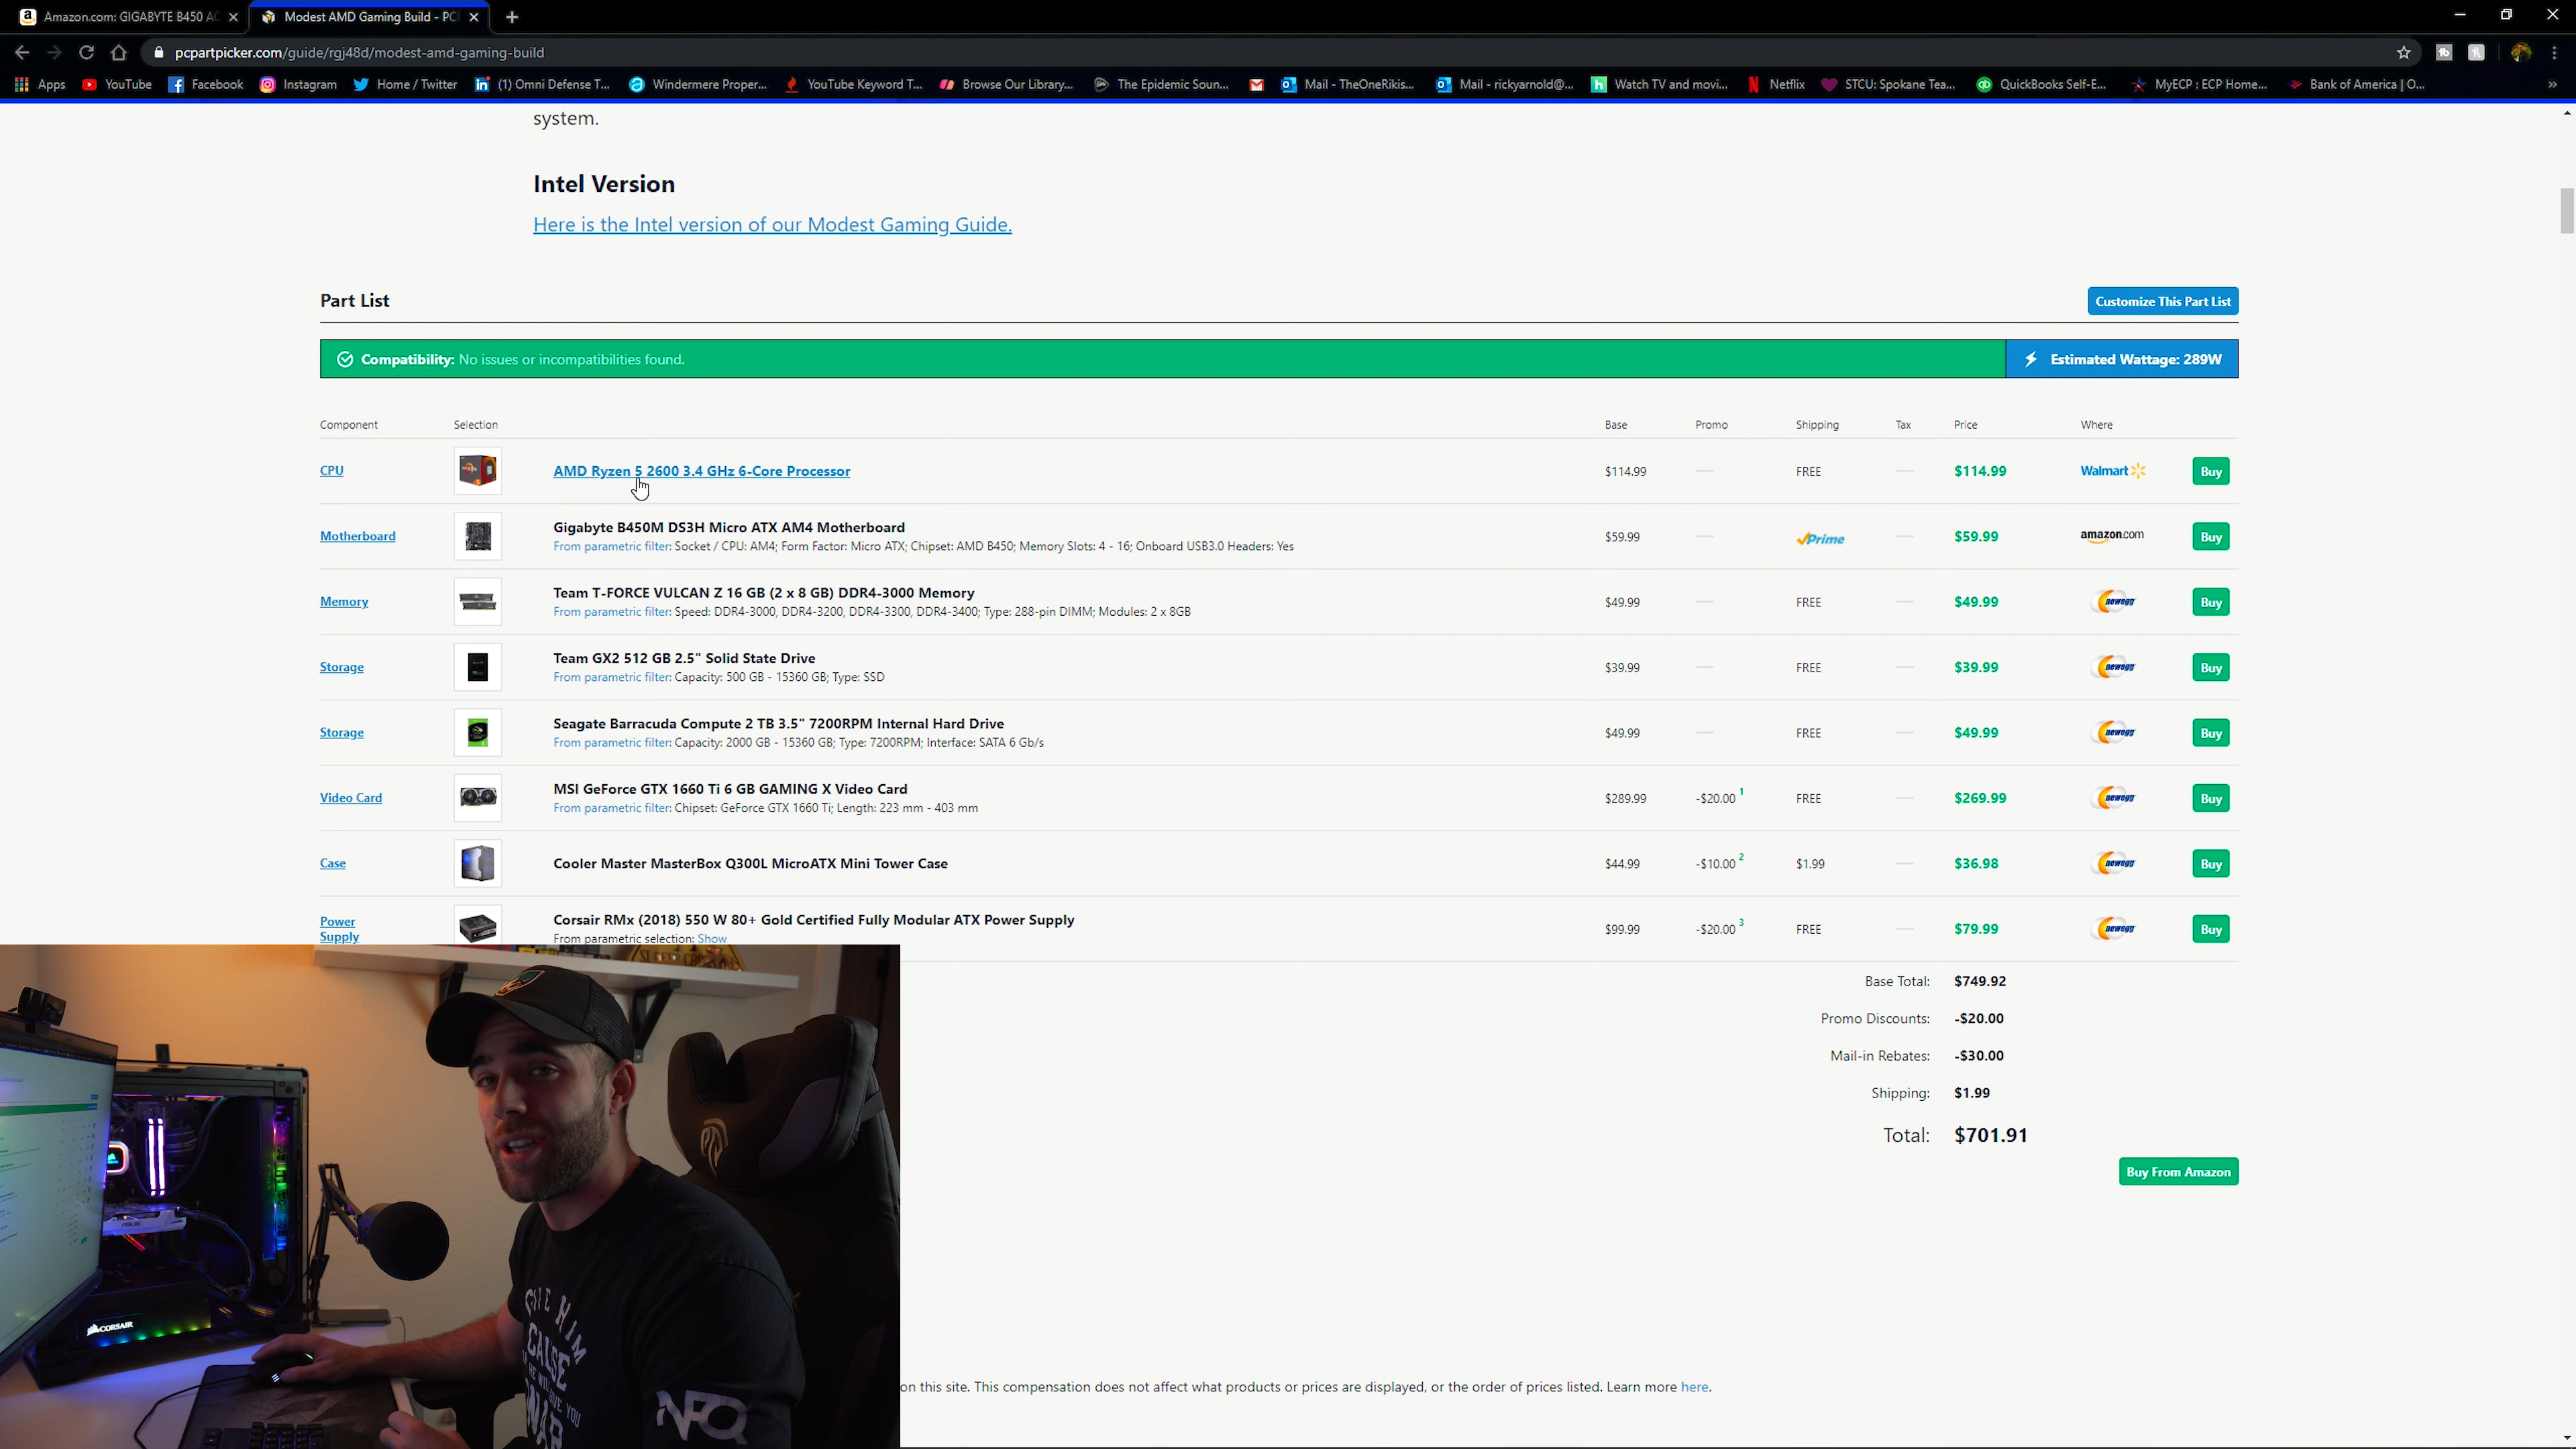 Amazon.com: GIGABYTE B450 AC
Modest AMD Gaming Build - PC
pcpartpicker.com/guide/rgj48d/modest-amd-gaming-build
Apps YouTube Facebook Instagram Home / Twitter (1) Omni Defense T... Windermere Proper... YouTube Keyword T... Browse Our Library... The Epidemic Soun... Mail - TheOneRikis... Mail - rickyarnold@... Watch TV and movi... Netflix STCU: Spokane Tea... QuickBooks Self-E... MyECP : ECP Home... Bank of America | O...
system.
Intel Version
Here is the Intel version of our Modest Gaming Guide.
Part List
Customize This Part List
Compatibility: No issues or incompatibilities found.
Estimated Wattage: 289W
Component Selection Base Promo Shipping Tax Price Where
CPU AMD Ryzen 5 2600 3.4 GHz 6-Core Processor $114.99 — FREE — $114.99 Walmart Buy
Gigabyte B450M DS3H Micro ATX AM4 Motherboard
Motherboard $59.99 — Prime — $59.99 amazon.com Buy
From parametric filter: Socket / CPU: AM4; Form Factor: Micro ATX; Chipset: AMD B450; Memory Slots: 4 - 16; Onboard USB3.0 Headers: Yes
Team T-FORCE VULCAN Z 16 GB (2 x 8 GB) DDR4-3000 Memory
Memory $49.99 — FREE — $49.99 newegg Buy
From parametric filter: Speed: DDR4-3000, DDR4-3200, DDR4-3300, DDR4-3400; Type: 288-pin DIMM; Modules: 2 x 8GB
Team GX2 512 GB 2.5" Solid State Drive
Storage $39.99 — FREE — $39.99 newegg Buy
From parametric filter: Capacity: 500 GB - 15360 GB; Type: SSD
Seagate Barracuda Compute 2 TB 3.5" 7200RPM Internal Hard Drive
Storage $49.99 — FREE — $49.99 newegg Buy
From parametric filter: Capacity: 2000 GB - 15360 GB; Type: 7200RPM; Interface: SATA 6 Gb/s
MSI GeForce GTX 1660 Ti 6 GB GAMING X Video Card
Video Card $289.99 -$20.00 1 FREE — $269.99 newegg Buy
From parametric filter: Chipset: GeForce GTX 1660 Ti; Length: 223 mm - 403 mm
Case Cooler Master MasterBox Q300L MicroATX Mini Tower Case $44.99 -$10.00 2 $1.99 — $36.98 newegg Buy
Power Supply Corsair RMx (2018) 550 W 80+ Gold Certified Fully Modular ATX Power Supply $99.99 -$20.00 3 FREE — $79.99 newegg Buy
From parametric selection: Show
Base Total: $749.92
Promo Discounts: -$20.00
Mail-in Rebates: -$30.00
Shipping: $1.99
Total: $701.91
Buy From Amazon
on this site. This compensation does not affect what products or prices are displayed, or the order of prices listed. Learn more here.
ASUS
CORSAIR